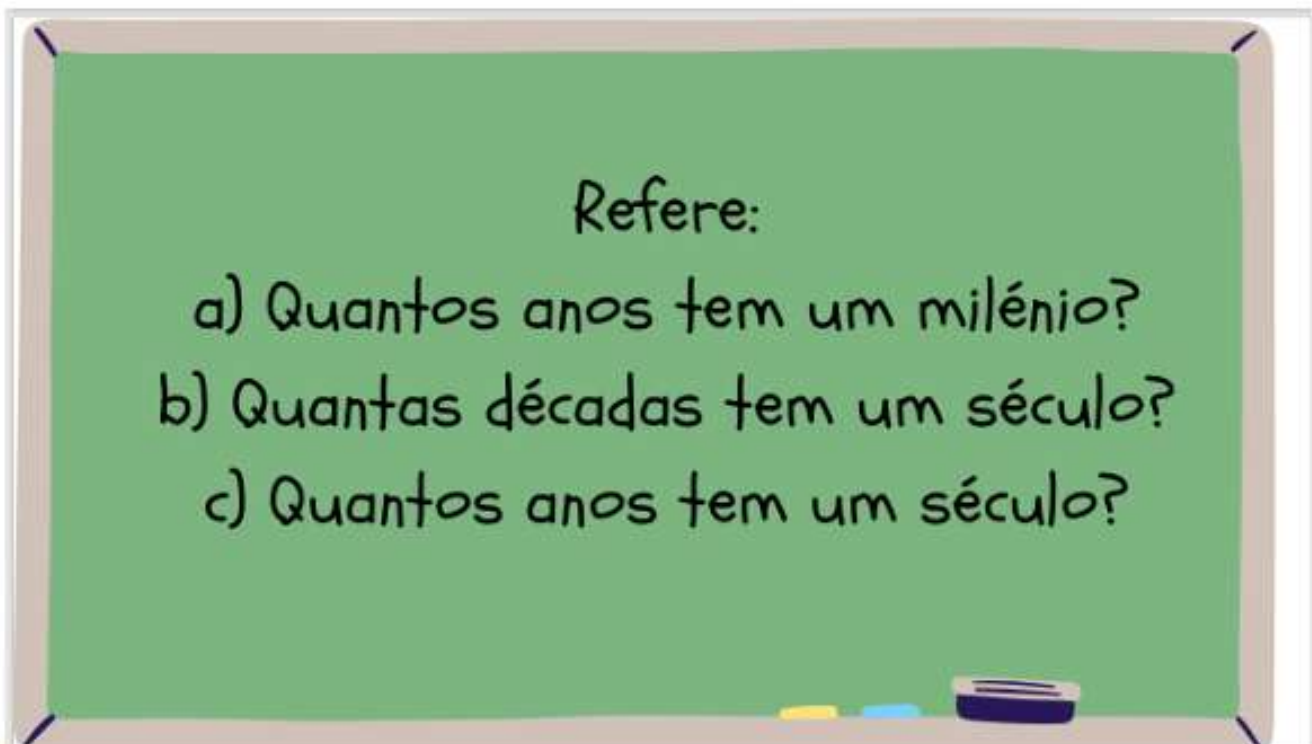 Refere:
a) Quantos anos tem um milénio?
b) Quantas décadas tem um século?
c) Quantos anos tem um século?